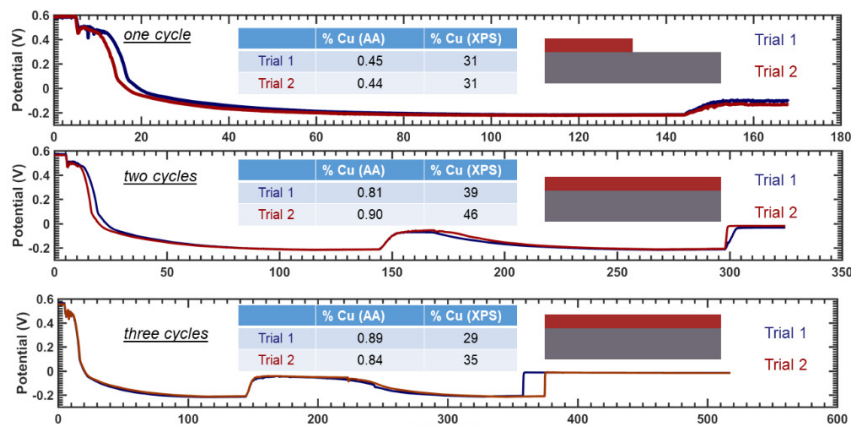 0.6
0.4
0.2
0
-0.2
Potential (V)
one cycle
% Cu (AA) % Cu (XPS)
Trial 1 0.45 31
Trial 2 0.44 31
Trial 1
Trial 2
0 20 40 60 80 100 120 140 160 180
0.6
0.4
0.2
0
-0.2
Potential (V)
two cycles
% Cu (AA) % Cu (XPS)
Trial 1 0.81 39
Trial 2 0.90 46
Trial 1
Trial 2
0 50 100 150 200 250 300 350
0.6
0.4
0.2
0
-0.2
Potential (V)
three cycles
% Cu (AA) % Cu (XPS)
Trial 1 0.89 29
Trial 2 0.84 35
Trial 1
Trial 2
0 100 200 300 400 500 600